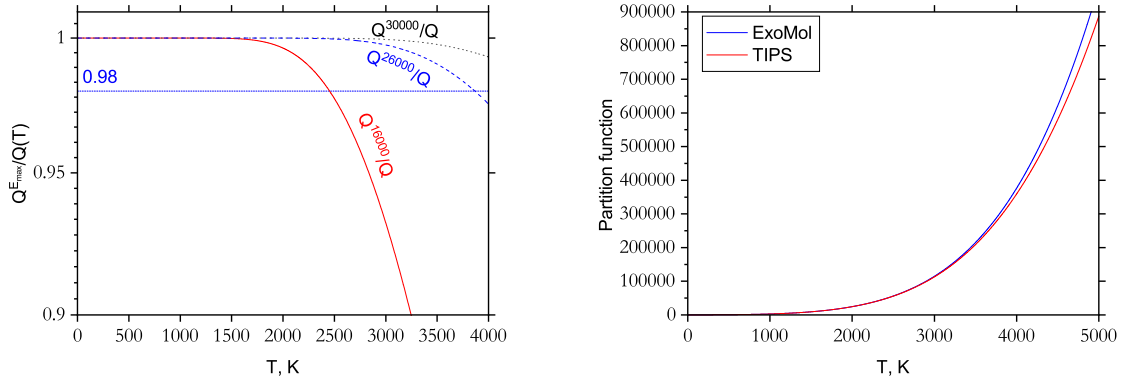 1
0.95
0.9
Q^Emax/Q(T)
0.98
Q^30000/Q
Q^26000/Q
Q^16000/Q
0 500 1000 1500 2000 2500 3000 3500 4000
T, K
900000
800000
700000
600000
500000
400000
300000
200000
100000
0
Partition function
ExoMol
TIPS
0 1000 2000 3000 4000 5000
T, K